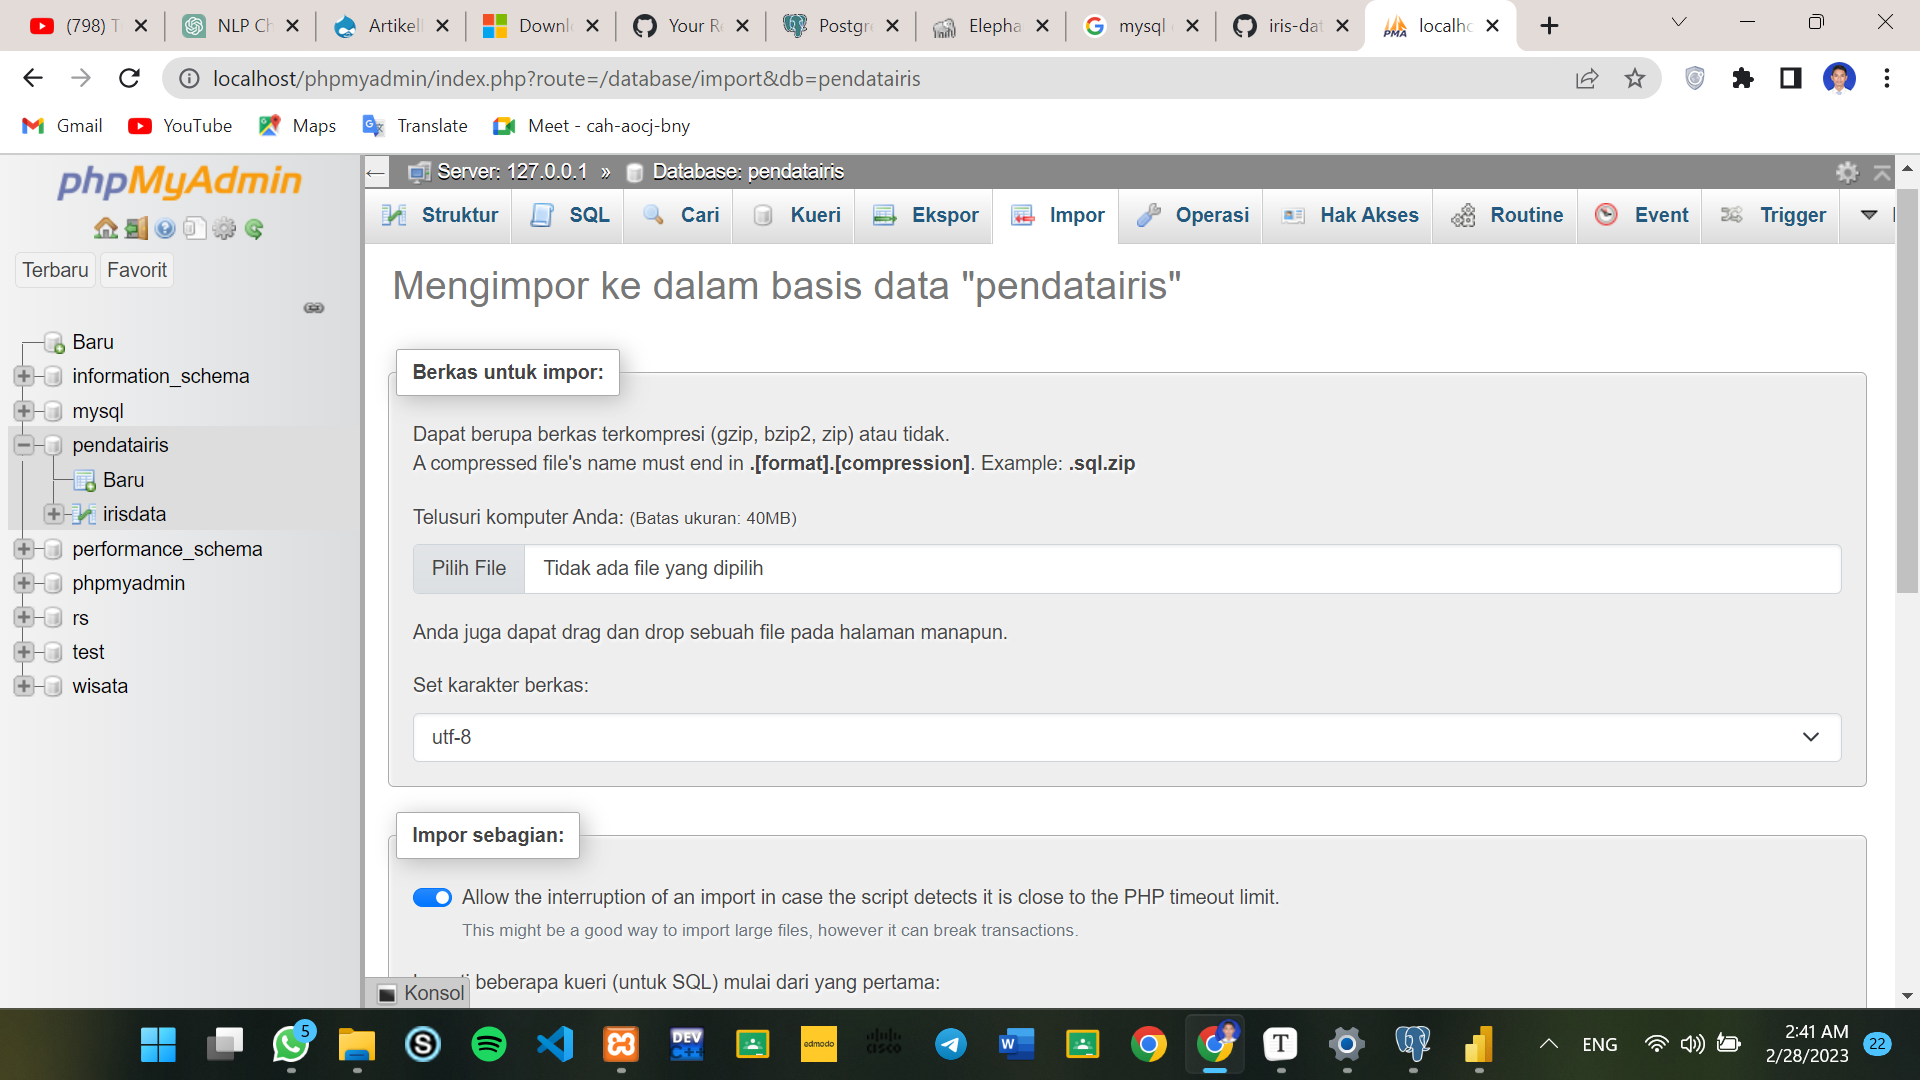 (798) T
NLP Ch
Artikel
Downl
Your Re
Postgre
Elepha
mysql
iris-dat
localho
localhost/phpmyadmin/index.php?route=/database/import&db=pendatairis
Gmail
YouTube
Maps
Translate
Meet - cah-aocj-bny
phpMyAdmin
Terbaru
Favorit
Baru
information_schema
mysql
pendatairis
Baru
irisdata
performance_schema
phpmyadmin
rs
test
wisata
Server: 127.0.0.1 » Database: pendatairis
Struktur
SQL
Cari
Kueri
Ekspor
Impor
Operasi
Hak Akses
Routine
Event
Trigger
Mengimpor ke dalam basis data "pendatairis"
Berkas untuk impor:
Dapat berupa berkas terkompresi (gzip, bzip2, zip) atau tidak.
A compressed file's name must end in .[format].[compression]. Example: .sql.zip
Telusuri komputer Anda: (Batas ukuran: 40MB)
Pilih File Tidak ada file yang dipilih
Anda juga dapat drag dan drop sebuah file pada halaman manapun.
Set karakter berkas:
utf-8
Impor sebagian:
Allow the interruption of an import in case the script detects it is close to the PHP timeout limit.
This might be a good way to import large files, however it can break transactions.
beberapa kueri (untuk SQL) mulai dari yang pertama:
Konsol
5
DEV C++
edmodo
cisco
W
T
ENG
2:41 AM
2/28/2023
22